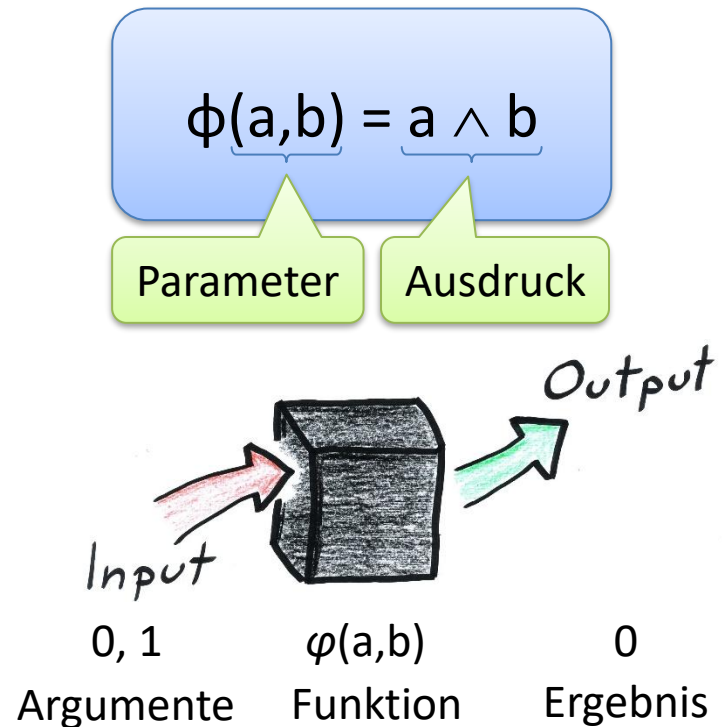 ϕ(a,b) = a ∧ b
Parameter Ausdruck
Output
Input
0, 1 φ(a,b) 0
Argumente Funktion Ergebnis